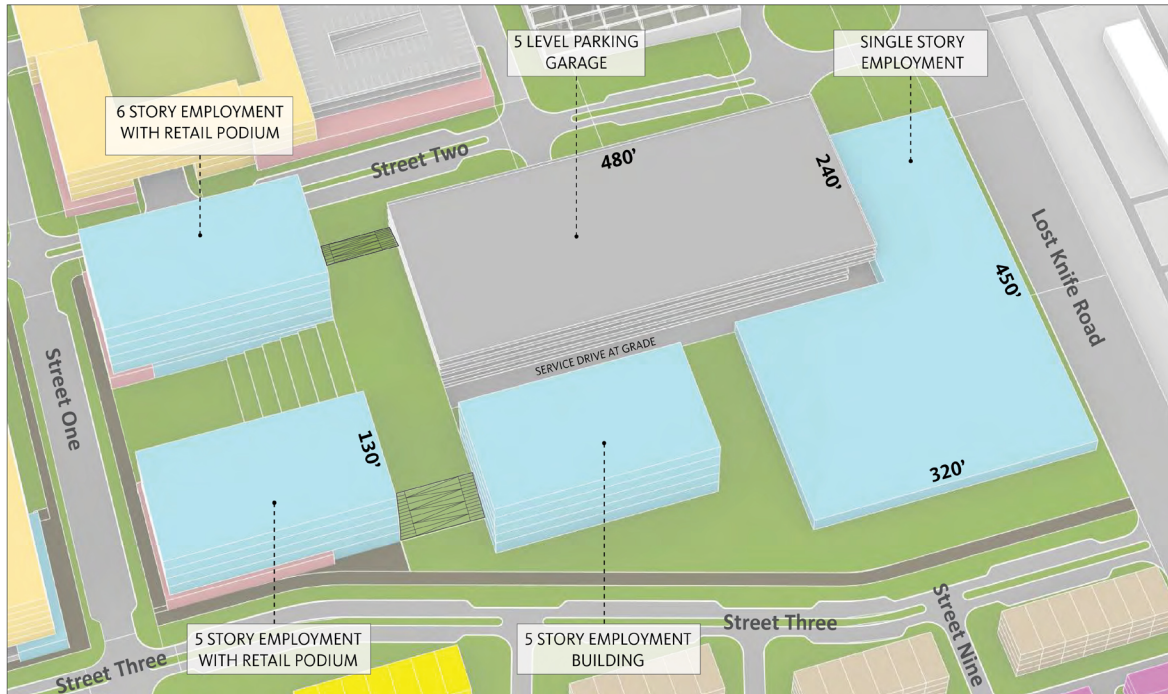 5 LEVEL PARKING
GARAGE
SINGLE STORY
EMPLOYMENT
6 STORY EMPLOYMENT
WITH RETAIL PODIUM
Street Two
480’
240’
Lost Knife Road
450’
Street One
SERVICE DRIVE AT GRADE
130’
320’
5 STORY EMPLOYMENT
WITH RETAIL PODIUM
5 STORY EMPLOYMENT
BUILDING
Street Three
Street Three
Street Nine